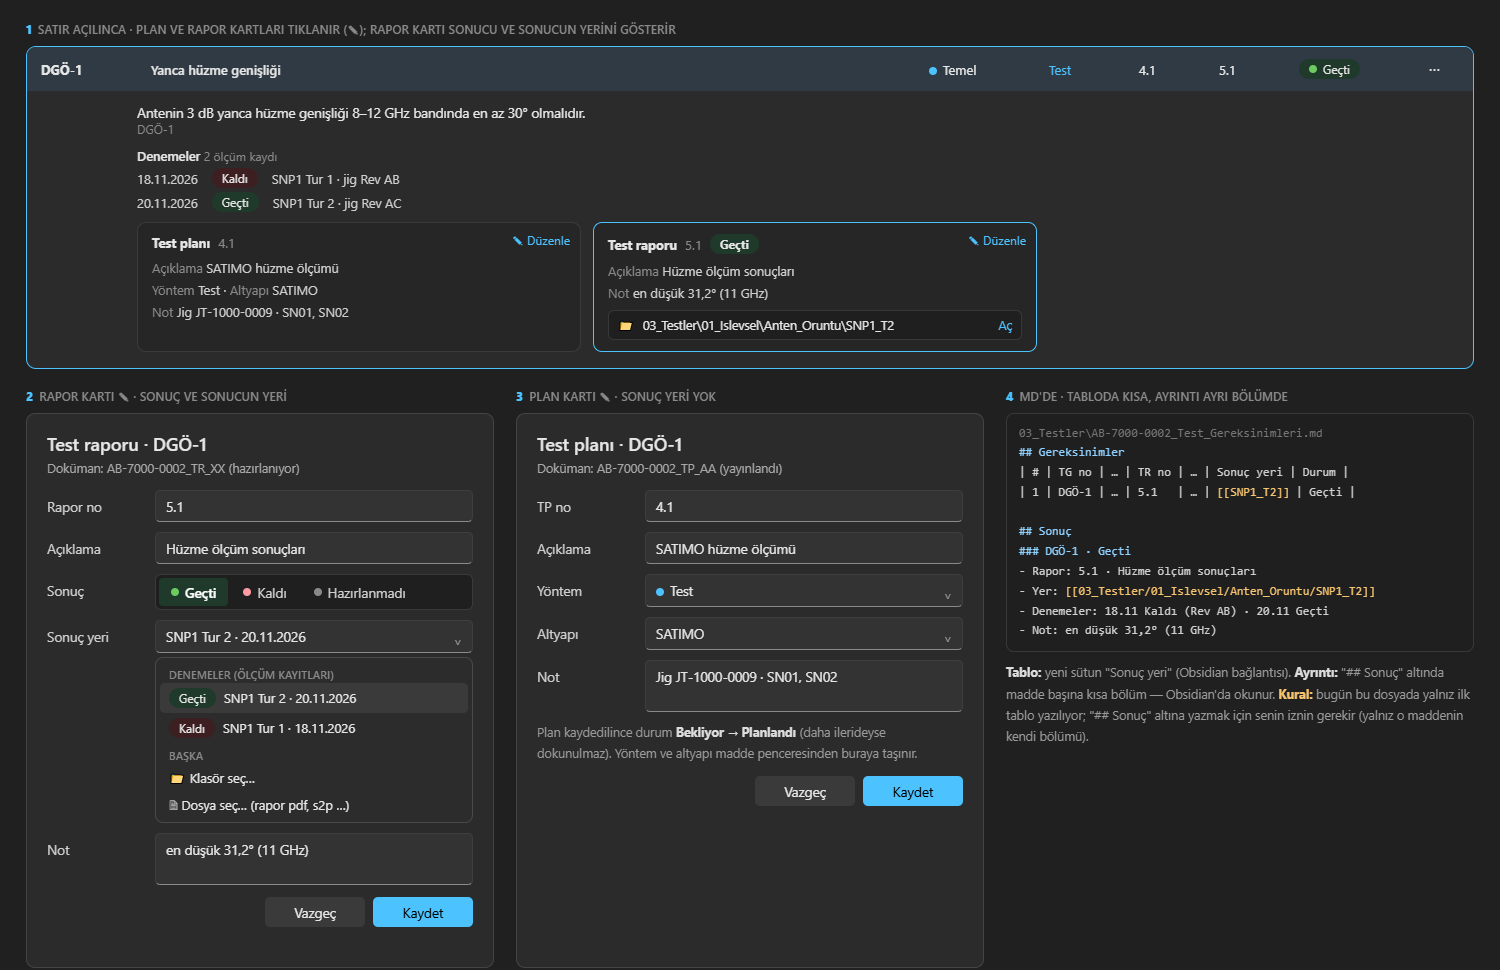 1 SATIR AÇILINCA · PLAN VE RAPOR KARTLARI TIKLANIR (✎); RAPOR KARTI SONUCU VE SONUCUN YERİNİ GÖSTERİR
DGÖ-1 Yanca hüzme genişliği Temel Test 4.1 5.1 Geçti ···
Antenin 3 dB yanca hüzme genişliği 8–12 GHz bandında en az 30° olmalıdır.
DGÖ-1
Denemeler 2 ölçüm kaydı
18.11.2026 Kaldı SNP1 Tur 1 · jig Rev AB
20.11.2026 Geçti SNP1 Tur 2 · jig Rev AC
Test planı 4.1 ✎ Düzenle
Açıklama SATIMO hüzme ölçümü
Yöntem Test · Altyapı SATIMO
Not Jig JT-1000-0009 · SN01, SN02
Test raporu 5.1 Geçti ✎ Düzenle
Açıklama Hüzme ölçüm sonuçları
Not en düşük 31,2° (11 GHz)
03_Testler\01_Islevsel\Anten_Oruntu\SNP1_T2 Aç
2 RAPOR KARTI ✎ · SONUÇ VE SONUCUN YERİ
Test raporu · DGÖ-1
Doküman: AB-7000-0002_TR_XX (hazırlanıyor)
Rapor no 5.1
Açıklama Hüzme ölçüm sonuçları
Sonuç Geçti Kaldı Hazırlanmadı
Sonuç yeri SNP1 Tur 2 · 20.11.2026
DENEMELER (ÖLÇÜM KAYITLARI)
Geçti SNP1 Tur 2 · 20.11.2026
Kaldı SNP1 Tur 1 · 18.11.2026
BAŞKA
Klasör seç...
Dosya seç... (rapor pdf, s2p ...)
Not en düşük 31,2° (11 GHz)
Vazgeç Kaydet
3 PLAN KARTI ✎ · SONUÇ YERİ YOK
Test planı · DGÖ-1
Doküman: AB-7000-0002_TP_AA (yayınlandı)
TP no 4.1
Açıklama SATIMO hüzme ölçümü
Yöntem Test
Altyapı SATIMO
Not Jig JT-1000-0009 · SN01, SN02
Plan kaydedilince durum Bekliyor → Planlandı (daha ilerideyse
dokunulmaz). Yöntem ve altyapı madde penceresinden buraya taşınır.
Vazgeç Kaydet
4 MD'DE · TABLODA KISA, AYRINTI AYRI BÖLÜMDE
03_Testler\AB-7000-0002_Test_Gereksinimleri.md
## Gereksinimler
| # | TG no | … | TR no | … | Sonuç yeri | Durum |
| 1 | DGÖ-1 | … | 5.1 | … | [[SNP1_T2]] | Geçti |
## Sonuç
### DGÖ-1 · Geçti
- Rapor: 5.1 · Hüzme ölçüm sonuçları
- Yer: [[03_Testler/01_Islevsel/Anten_Oruntu/SNP1_T2]]
- Denemeler: 18.11 Kaldı (Rev AB) · 20.11 Geçti
- Not: en düşük 31,2° (11 GHz)
Tablo: yeni sütun "Sonuç yeri" (Obsidian bağlantısı). Ayrıntı: "## Sonuç" altında
madde başına kısa bölüm — Obsidian'da okunur. Kural: bugün bu dosyada yalnız ilk
tablo yazılıyor; "## Sonuç" altına yazmak için senin iznin gerekir (yalnız o maddenin
kendi bölümü).